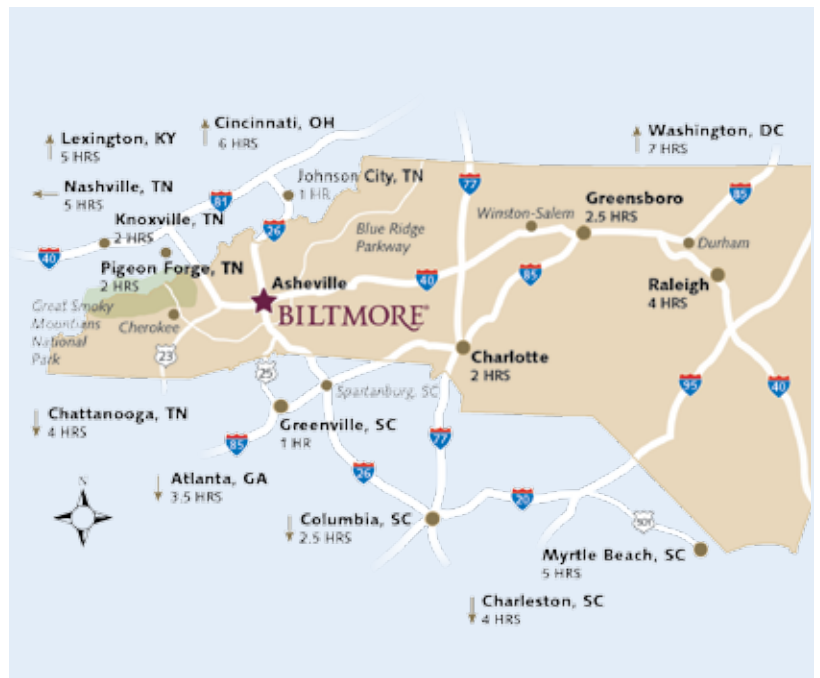 Cincinnati, OH
6 HRS
Lexington, KY
5 HRS
Washington, DC
7 HRS
Nashville, TN
5 HRS
Johnson City, TN
1 HR
77
85
81
Knoxville, TN
2 HRS
26
Winston-Salem
Greensboro
2.5 HRS
Blue Ridge
Parkway
Durham
40
Pigeon Forge, TN
2 HRS
Asheville
40
85
Raleigh
4 HRS
BILTMORE®
Great Smoky
Mountains
National
Park
Cherokee
23
25
Charlotte
2 HRS
95
40
Spartanburg, SC
Chattanooga, TN
4 HRS
Greenville, SC
1 HR
85
77
Atlanta, GA
3.5 HRS
26
N
20
Columbia, SC
2.5 HRS
501
Myrtle Beach, SC
5 HRS
Charleston, SC
4 HRS